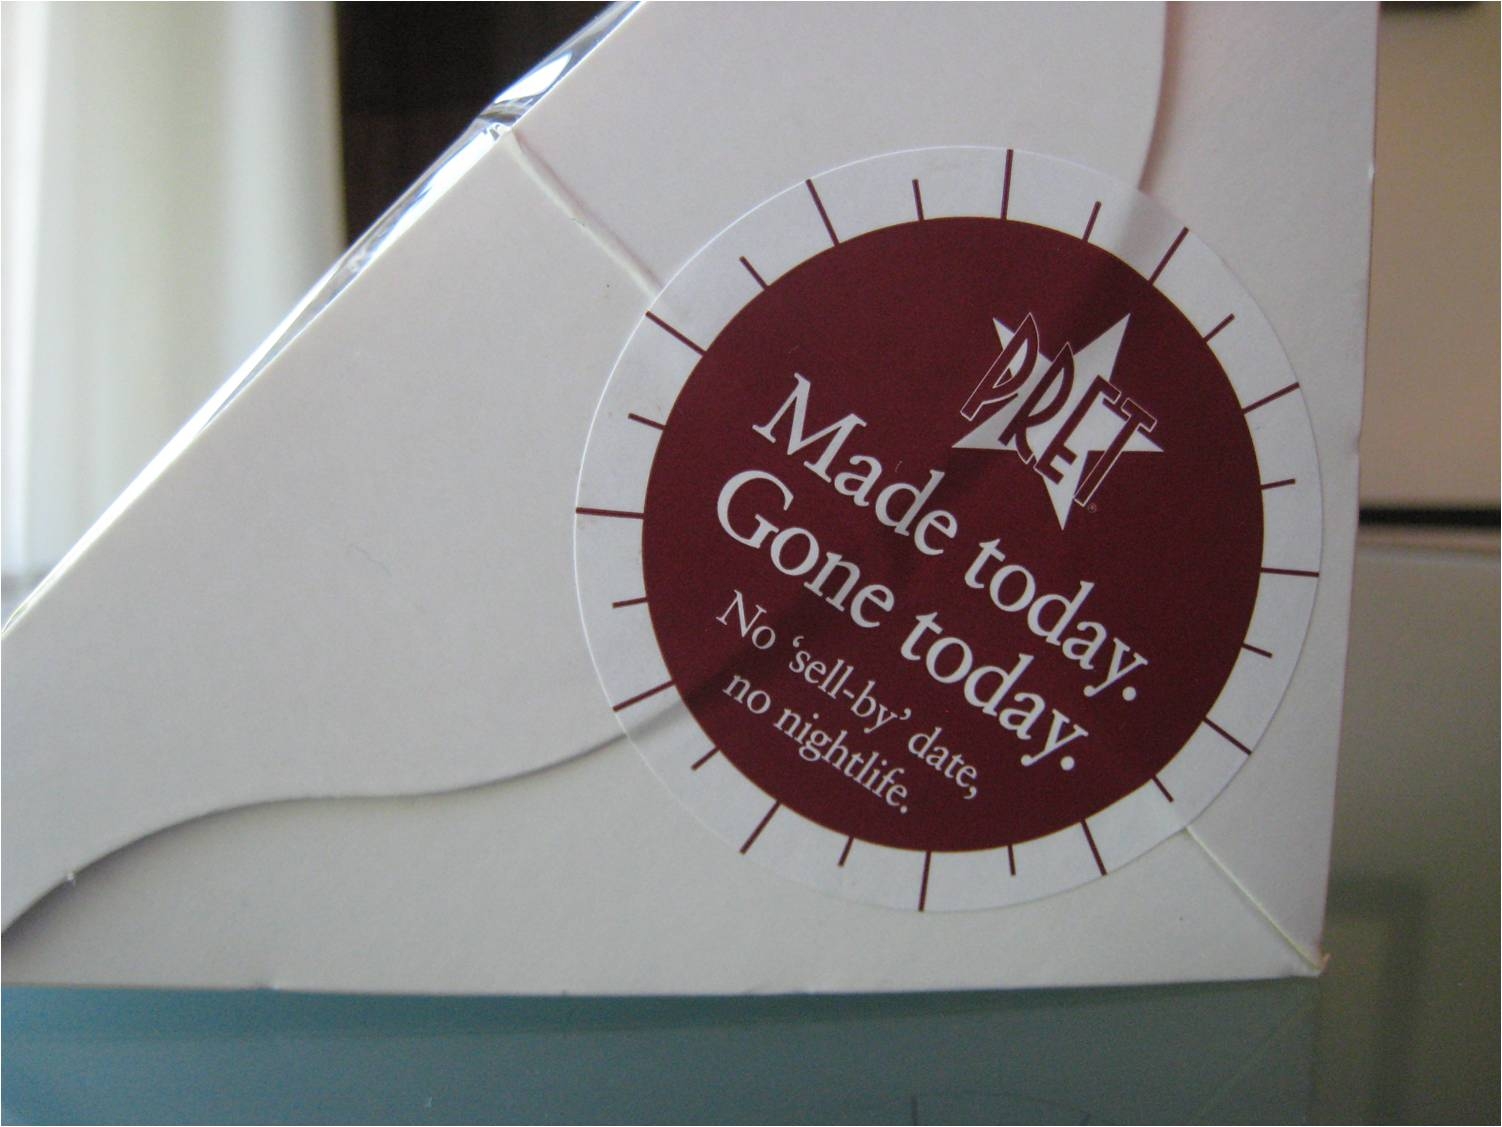 PRET
Made today.
Gone today.
No ‘sell-by’ date,
no nightlife.